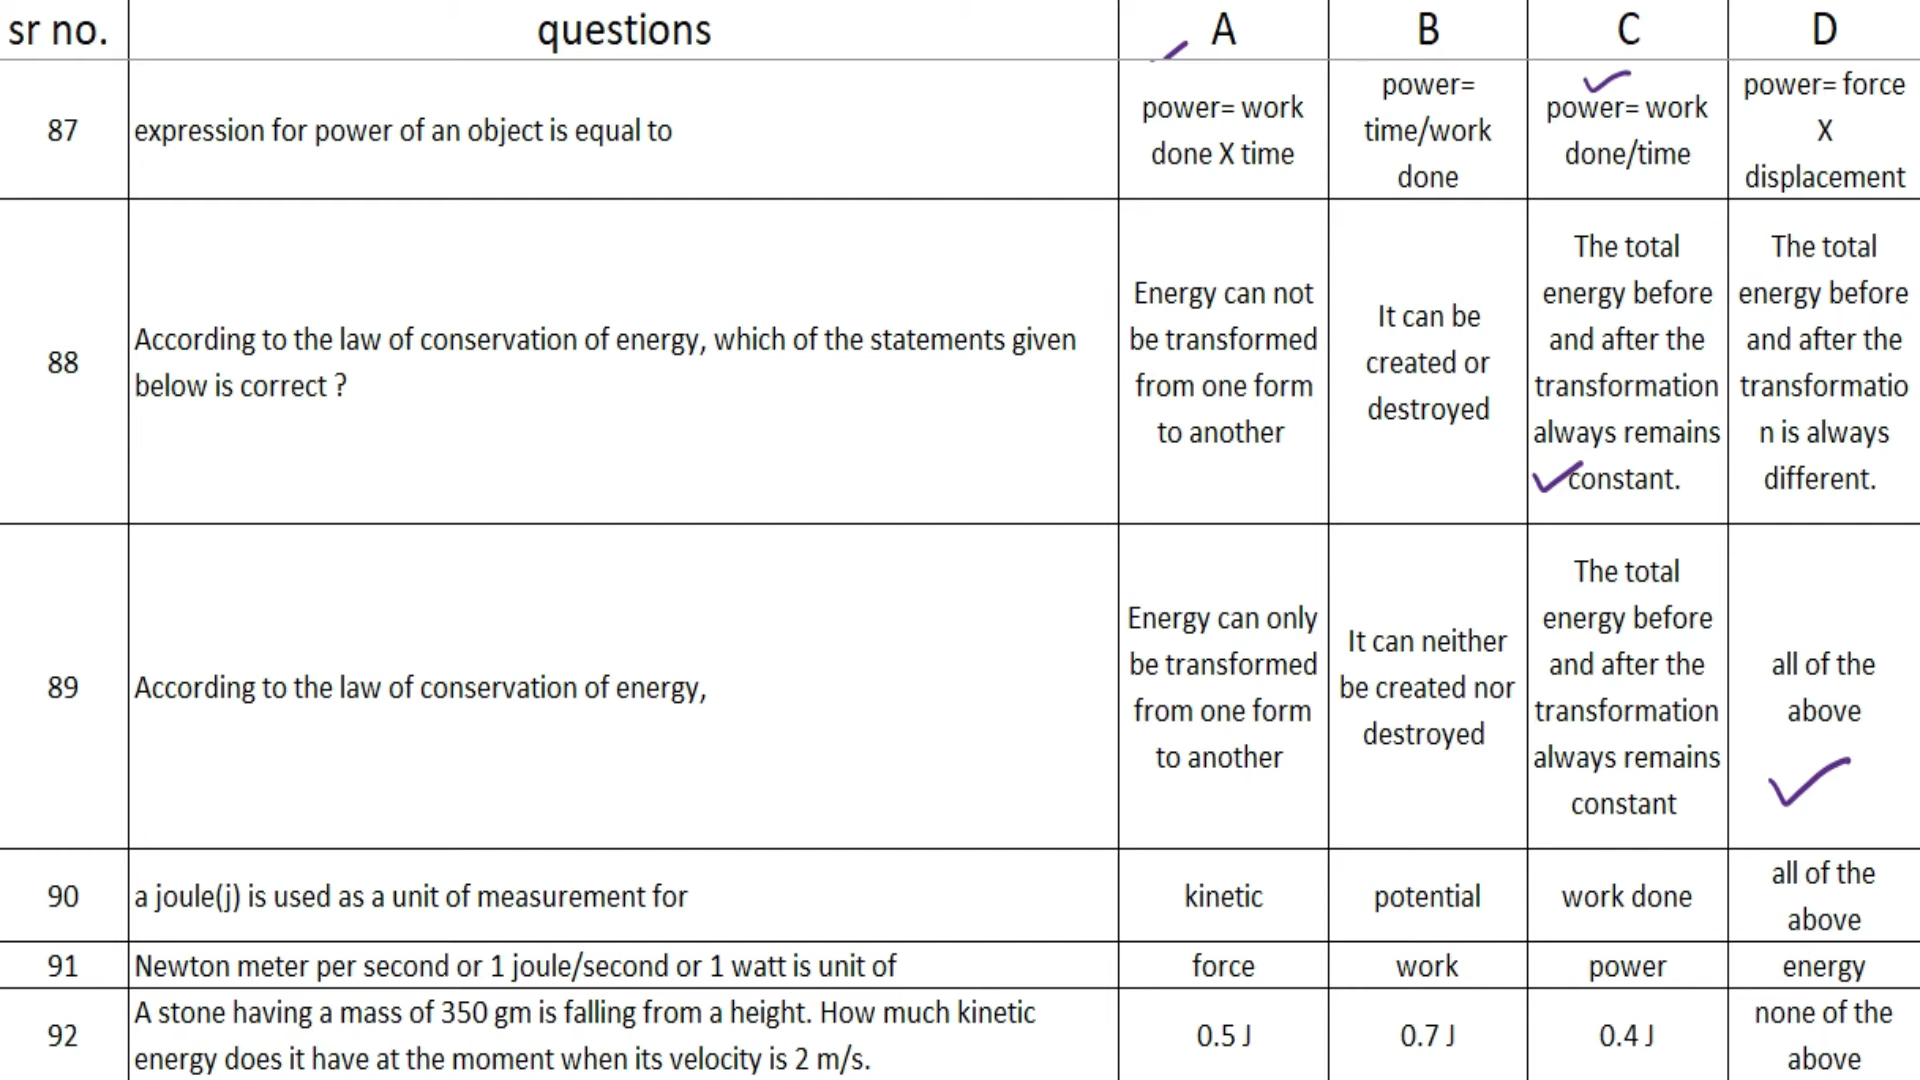 sr no. questions A B C D
87 expression for power of an object is equal to
power= work
done X time
power=
time/work
done
power= work
done/time
power= force
X
displacement
88 According to the law of conservation of energy, which of the statements given
below is correct ?
Energy can not
be transformed
from one form
to another
It can be
created or
destroyed
The total
energy before
and after the
transformation
always remains
constant.
The total
energy before
and after the
transformatio
n is always
different.
89 According to the law of conservation of energy,
Energy can only
be transformed
from one form
to another
It can neither
be created nor
destroyed
The total
energy before
and after the
transformation
always remains
constant
all of the
above
90 a joule(j) is used as a unit of measurement for
kinetic
potential
work done
all of the
above
91 Newton meter per second or 1 joule/second or 1 watt is unit of
force
work
power
energy
92 A stone having a mass of 350 gm is falling from a height. How much kinetic
energy does it have at the moment when its velocity is 2 m/s.
0.5 J
0.7 J
0.4 J
none of the
above